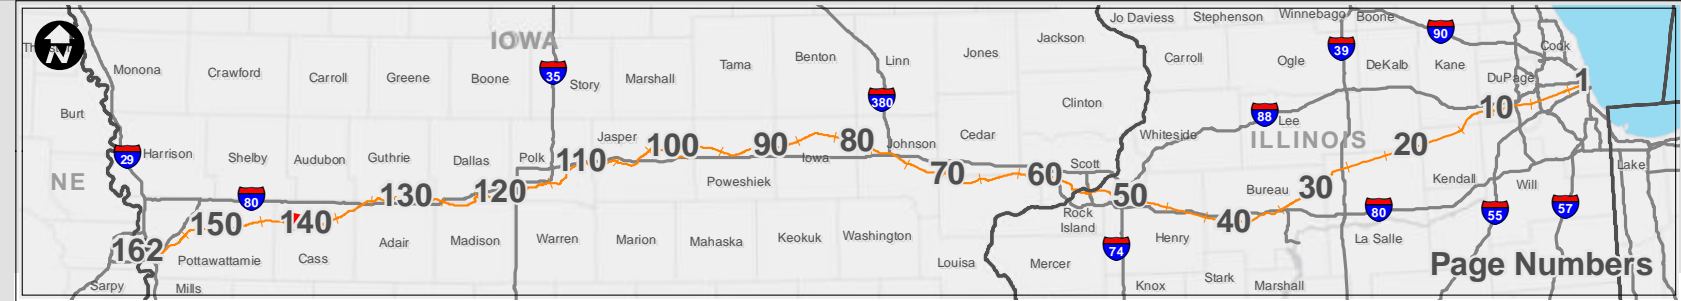 Jo Daviess Stephenson Winnebago Boone
IOWA
Jackson
90
N
Cock
39
Monona Crawford Carroll Greene Boone 35 Story Marshall Tama Benton Linn Jones Carroll Ogle DeKalb Kane
DuPage 1
380 Clinton
Burt
88 Lee 10
Jasper 100 90 80 Johnson Cedar Whiteside ILLINOIS 20
29 Harrison Shelby Audubon Guthrie Dallas Polk 110 Iowa
70 60 Scott Lake
NE Poweshiek Bureau 30 Kendall Will
80 130 120 50
150 140 Rock
Island 40 80 55 57
162 Adair Madison Warren Marion Mahaska Keokuk Washington Henry La Salle
Pottawattamie Cass Louisa Mercer 74 Page Numbers
Sarpy Mills Knox Stark Marshall